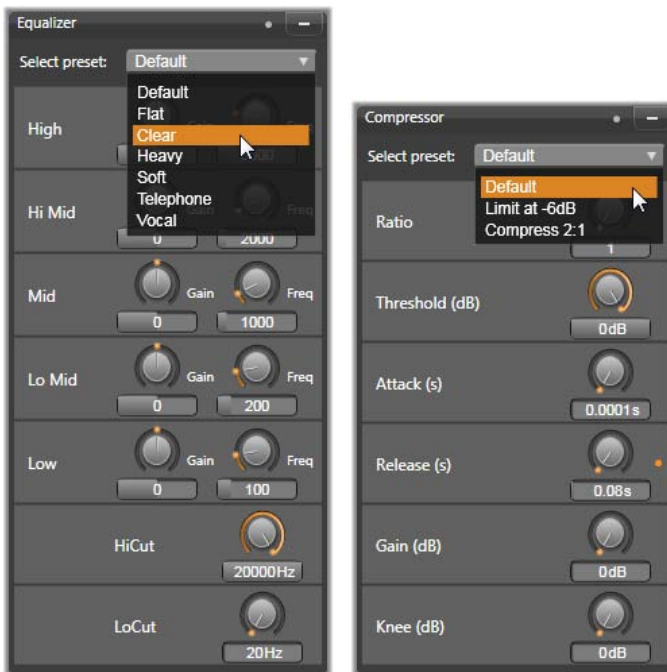 Equalizer
Select preset: Default
Default
Flat
Clear
Heavy
Soft
Telephone
Vocal
High Gain
Hi Mid Gain Freq
0 2000
Mid Gain Freq
0 1000
Lo Mid Gain Freq
0 200
Low Gain Freq
0 100
HiCut
20000Hz
LoCut
20Hz
Compressor
Select preset: Default
Default
Limit at -6dB
Compress 2:1
Ratio
1
Threshold (dB)
0dB
Attack (s)
0.0001s
Release (s)
0.08s
Gain (dB)
0dB
Knee (dB)
0dB